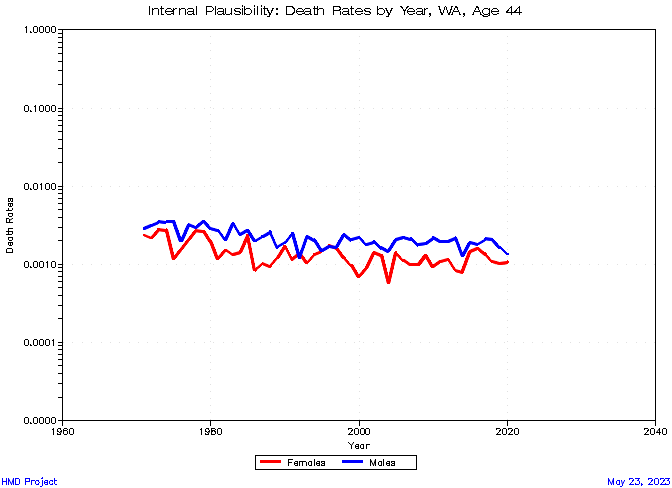 Internal Plausibility: Death Rates by Year, WA, Age 44
1.0000
0.1000
0.0100
0.0010
0.0001
0.0000
Death Rates
1960
1980
2000
2020
2040
Year
Females
Males
HMD Project
May 23, 2023